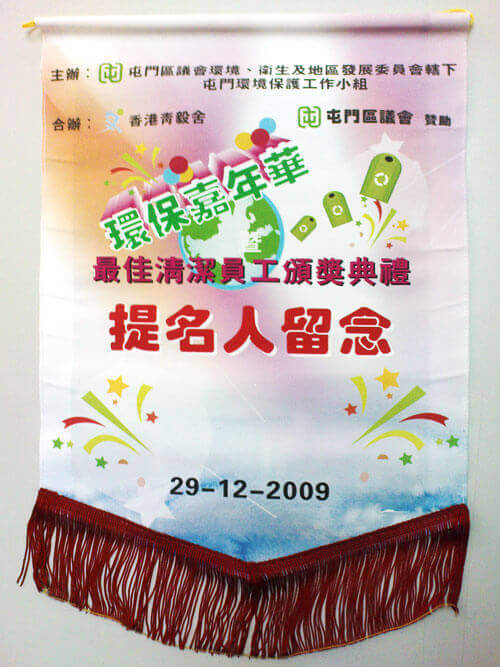 主辦： 屯門區議會環境、衞生及地區發展委員會轄下
屯門環境保護工作小組
合辦： 香港青毅舍 屯門區議會 贊助
環保嘉年華
暨
最佳清潔員工頒獎典禮
提名人留念
29-12-2009